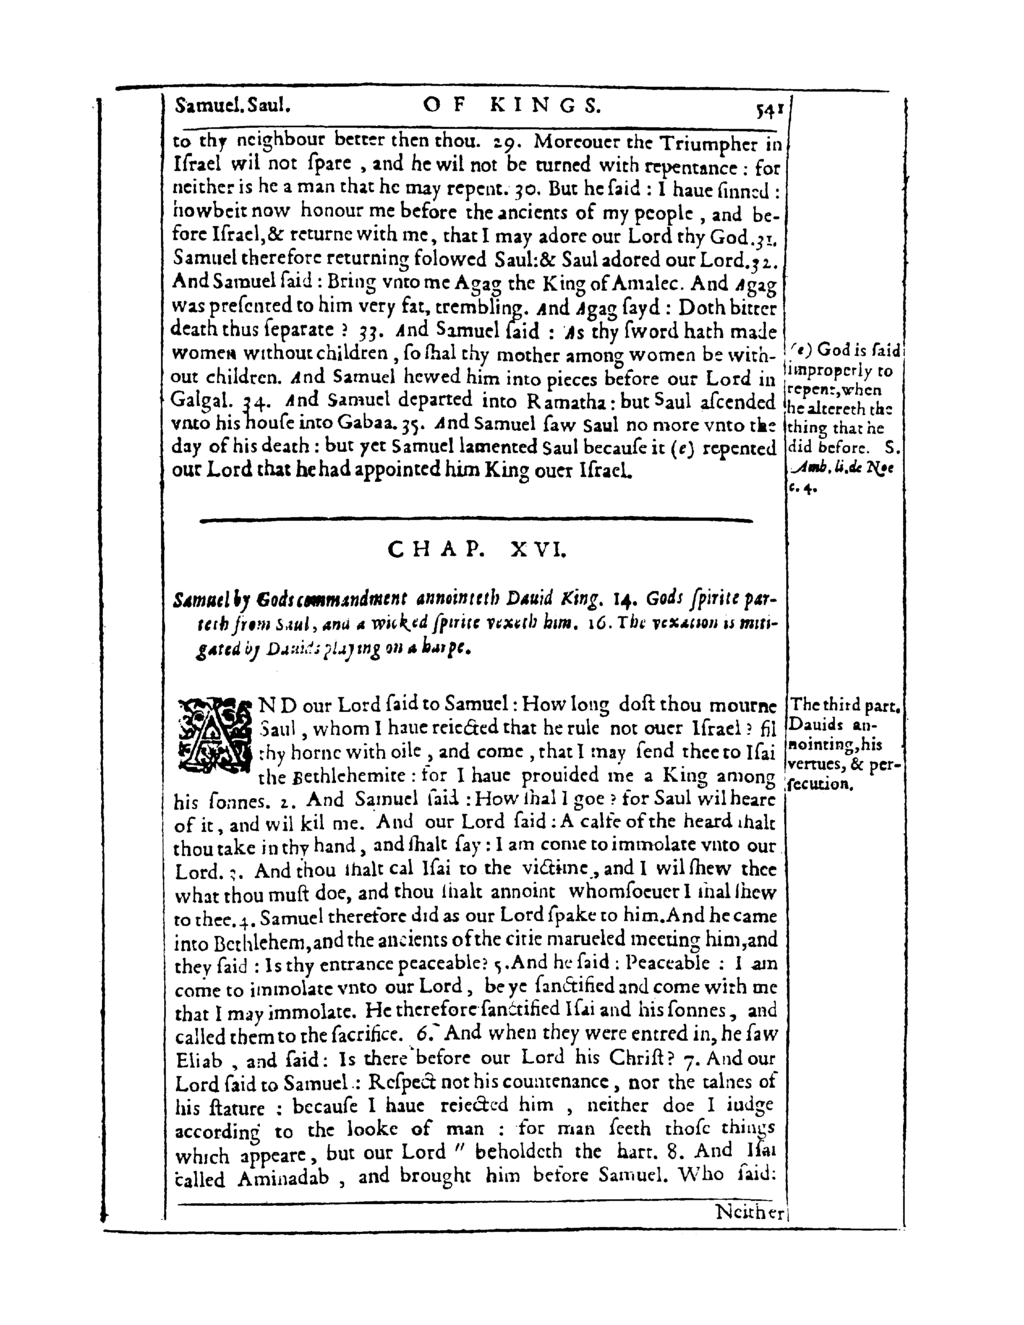 Samuel. Saul. OF KINGS. 541
to thy neighbour better then thou. 29. Moreouer the Triumpher in
Iſrael wil not ſpare , and he wil not be turned with repentance : for
neither is he a man that he may repent. 30. But he ſaid : I haue ſinned :
howbeit now honour me before the ancients of my people , and be-
fore Iſrael,& returne with me, that I may adore our Lord thy God.31.
Samuel therefore returning folowed Saul:& Saul adored our Lord.32.
And Samuel ſaid : Bring vnto me Agag the King of Amalec. And Agag
was preſented to him very fat, trembling. And Agag ſayd : Doth bitter
death thus ſeparate ? 33. And Samuel ſaid : As thy ſword hath made
women without children , ſo ſhal thy mother among women be with-
out children. And Samuel hewed him into pieces before our Lord in
Galgal. 34. And Samuel departed into Ramatha : but Saul aſcended
vnto his houſe into Gabaa. 35. And Samuel ſaw Saul no more vnto the
day of his death : but yet Samuel lamented Saul becauſe it (e) repented
our Lord that he had appointed him King ouer Iſrael.
(e) God is ſaid
improperly to
repent,when
he altereth the
thing that he
did before. S.
Amb. li.de Noe
c. 4.
CHAP. XVI.
Samuel by Gods commandment annointeth Dauid King. 14. Gods ſpirite par-
teth from Saul, and a wicked ſpirite vexeth him. 16. The vexation is miti-
gated by Dauids playing on a harpe.
AND our Lord ſaid to Samuel : How long doſt thou mourne
Saul , whom I haue reiected that he rule not ouer Iſrael ? fil
thy horne with oile , and come , that I may ſend thee to Iſai
the Bethlehemite : for I haue prouided me a King among
his ſonnes. 2. And Samuel ſaid : How ſhal I goe ? for Saul wil heare
of it , and wil kil me. And our Lord ſaid : A calfe of the heard ſhalt
thou take in thy hand , and ſhalt ſay : I am come to immolate vnto our
Lord. 3. And thou ſhalt cal Iſai to the victime , and I wil ſhew thee
what thou muſt doe, and thou ſhalt annoint whomſoeuer I ſhal ſhew
to thee. 4. Samuel therefore did as our Lord ſpake to him.And he came
into Bethlehem,and the ancients of the citie marueled meeting him,and
they ſaid : Is thy entrance peaceable? 5.And he ſaid : Peaceable : I am
come to immolate vnto our Lord , be ye ſanctified and come with me
that I may immolate. He therefore ſanctified Iſai and his ſonnes , and
called them to the ſacrifice. 6. And when they were entred in, he ſaw
Eliab , and ſaid : Is there before our Lord his Chriſt? 7. And our
Lord ſaid to Samuel : Reſpect not his countenance , nor the talnes of
his ſtature : becauſe I haue reiected him , neither doe I iudge
according to the looke of man : for man ſeeth thoſe things
which appeare, but our Lord " beholdeth the hart. 8. And Iſai
called Aminadab , and brought him before Samuel. Who ſaid:
The third part.
Dauids an-
nointing,his
vertues, & per-
ſecution.
Neither